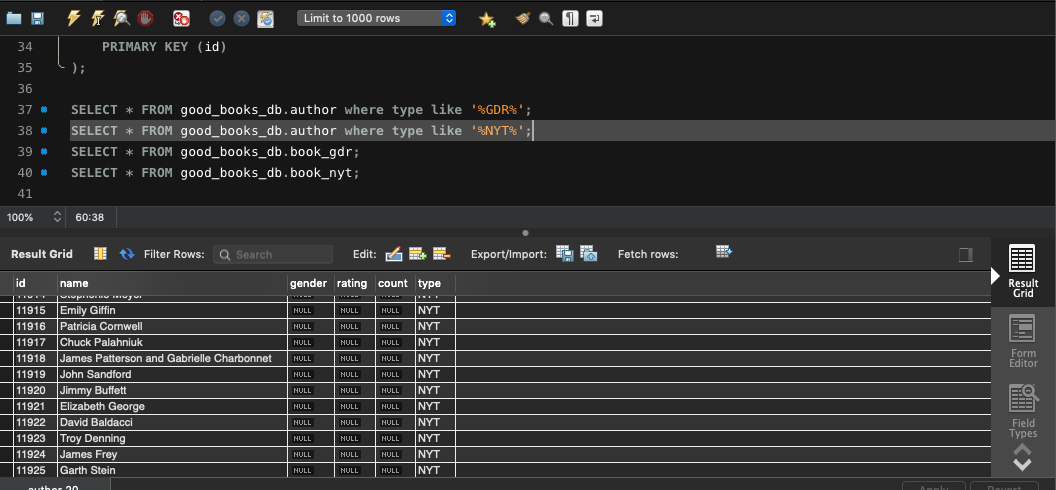 Limit to 1000 rows
34 PRIMARY KEY (id)
35 );
36
37 SELECT * FROM good_books_db.author where type like '%GDR%';
38 SELECT * FROM good_books_db.author where type like '%NYT%';
39 SELECT * FROM good_books_db.book_gdr;
40 SELECT * FROM good_books_db.book_nyt;
41
100% 60:38
Result Grid Filter Rows: Search Edit: Export/Import: Fetch rows:
id name gender rating count type
11914 Stephenie Meyer NULL NULL NULL NYT
11915 Emily Giffin NULL NULL NULL NYT
11916 Patricia Cornwell NULL NULL NULL NYT
11917 Chuck Palahniuk NULL NULL NULL NYT
11918 James Patterson and Gabrielle Charbonnet NULL NULL NULL NYT
11919 John Sandford NULL NULL NULL NYT
11920 Jimmy Buffett NULL NULL NULL NYT
11921 Elizabeth George NULL NULL NULL NYT
11922 David Baldacci NULL NULL NULL NYT
11923 Troy Denning NULL NULL NULL NYT
11924 James Frey NULL NULL NULL NYT
11925 Garth Stein NULL NULL NULL NYT
Result
Grid
Form
Editor
Field
Types
author 20 Apply Revert